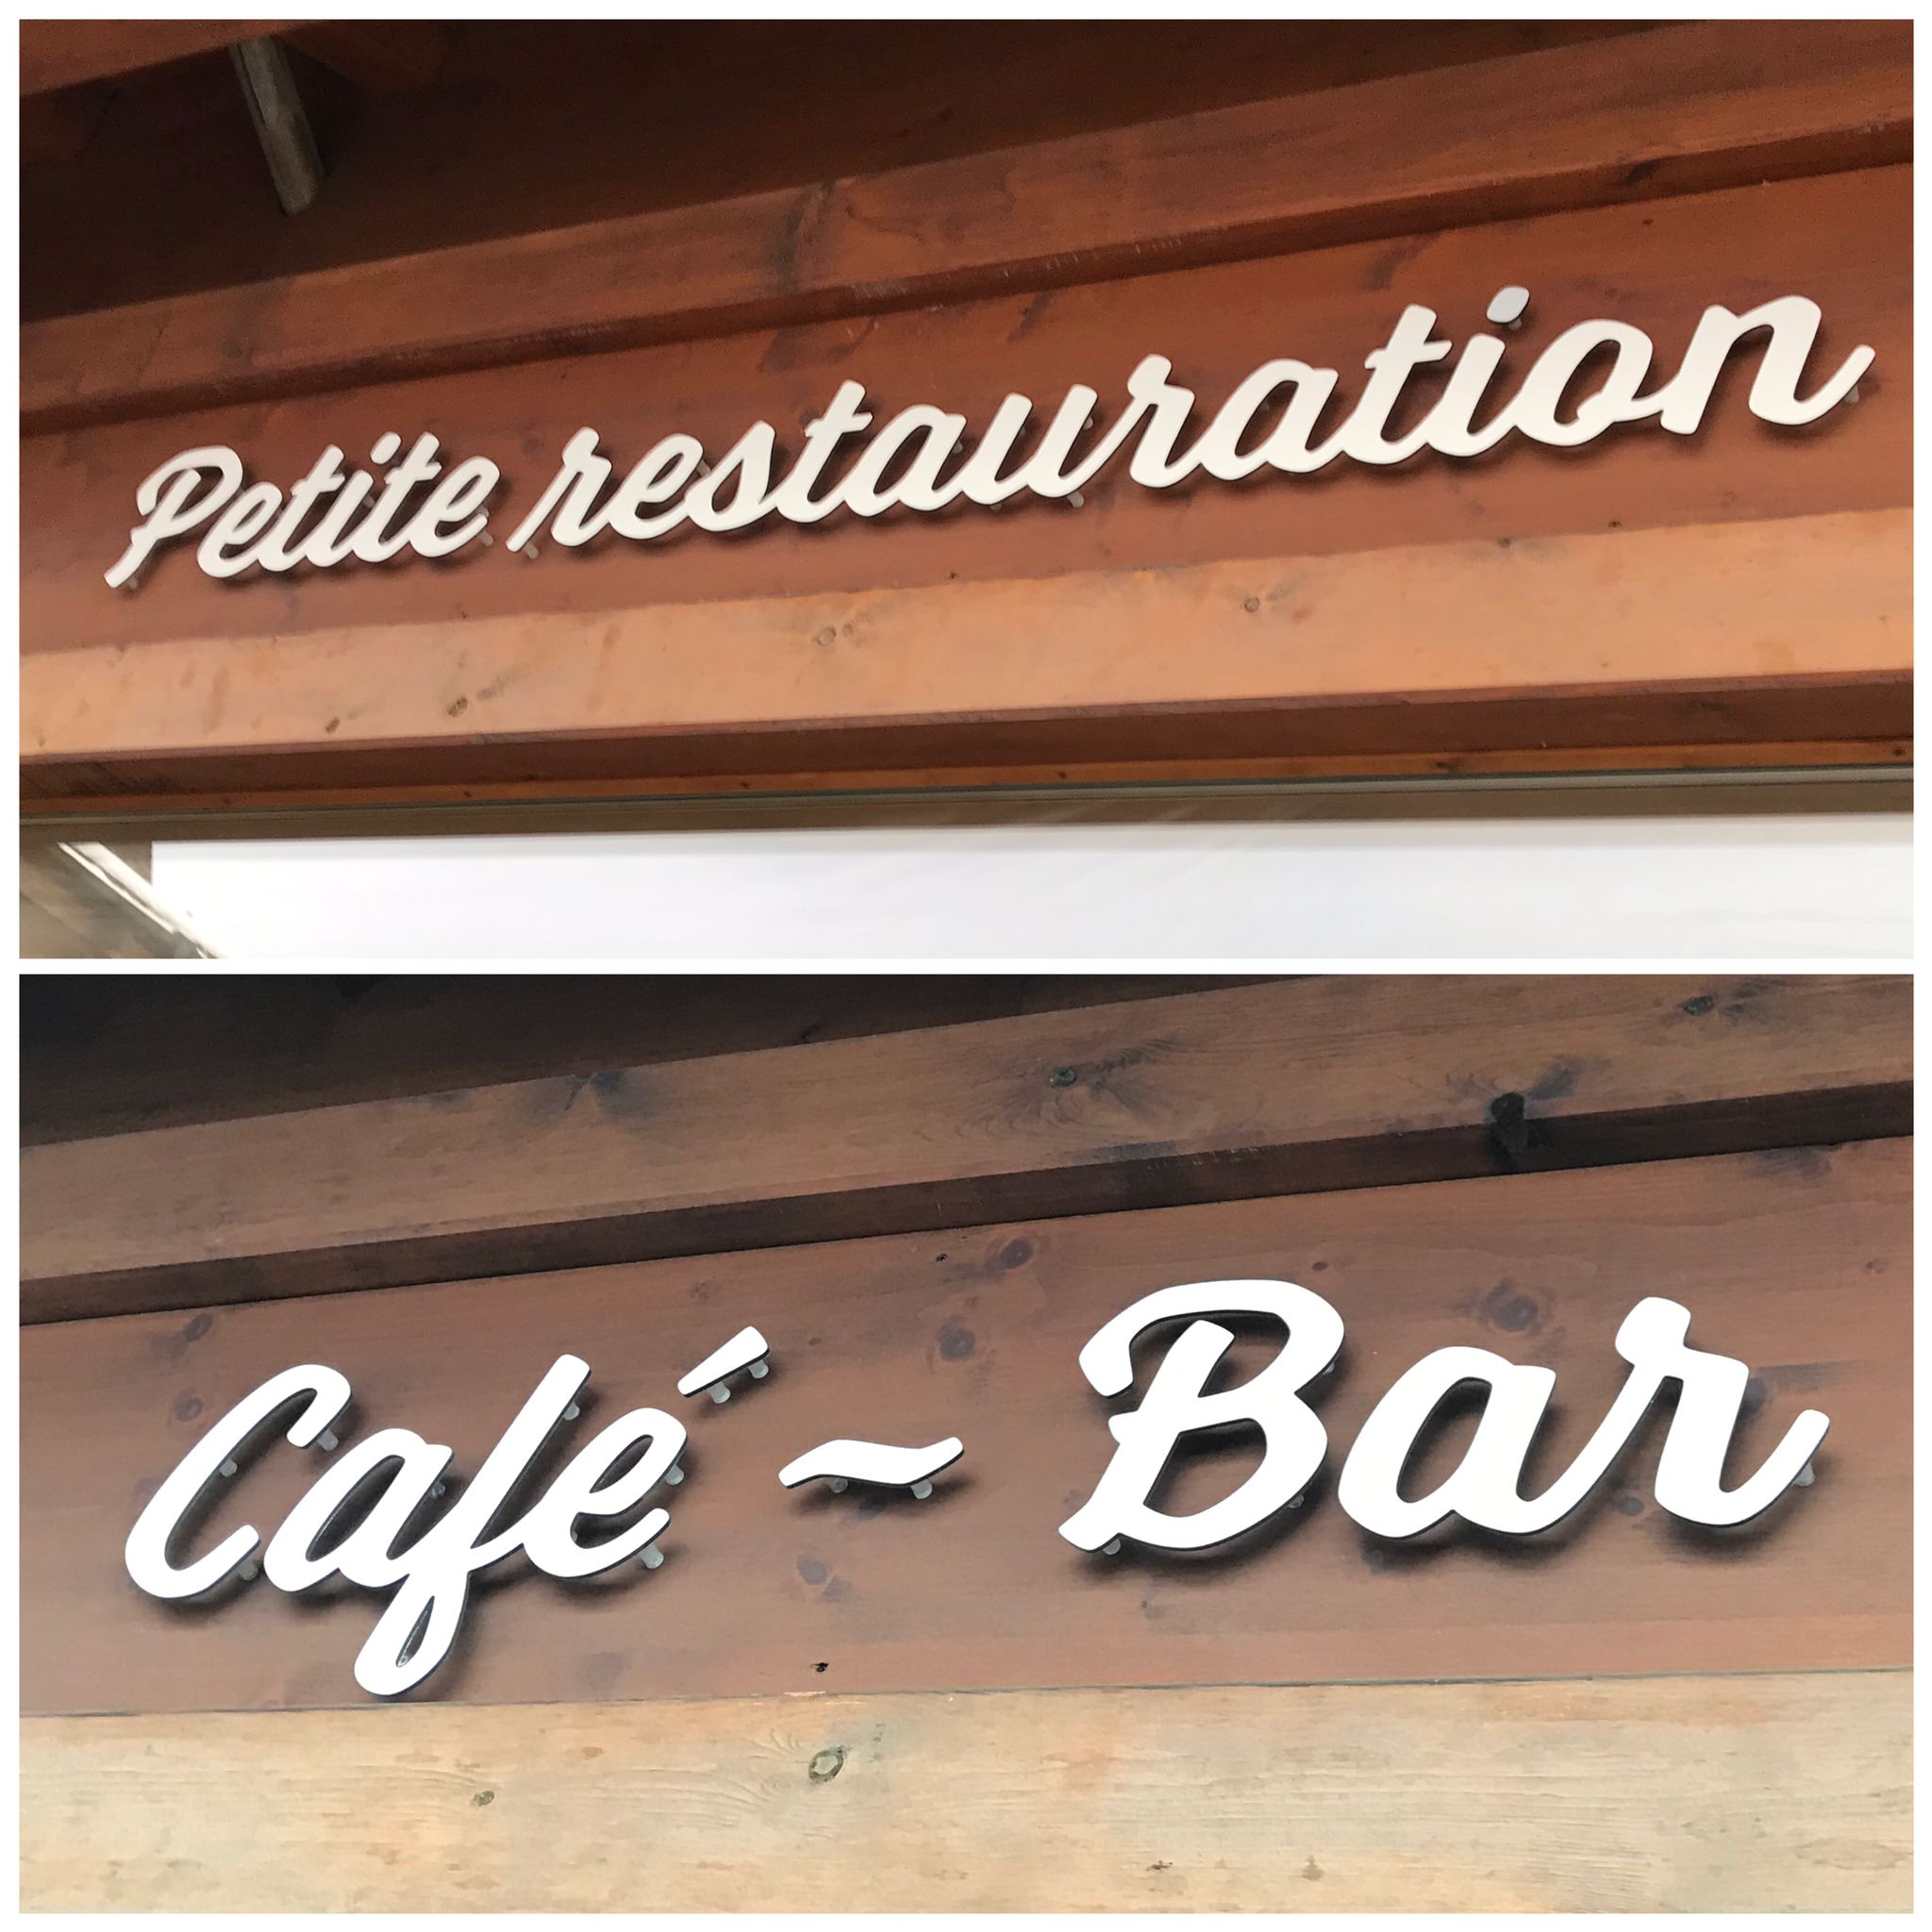 Petite restauration
Café ~ Bar